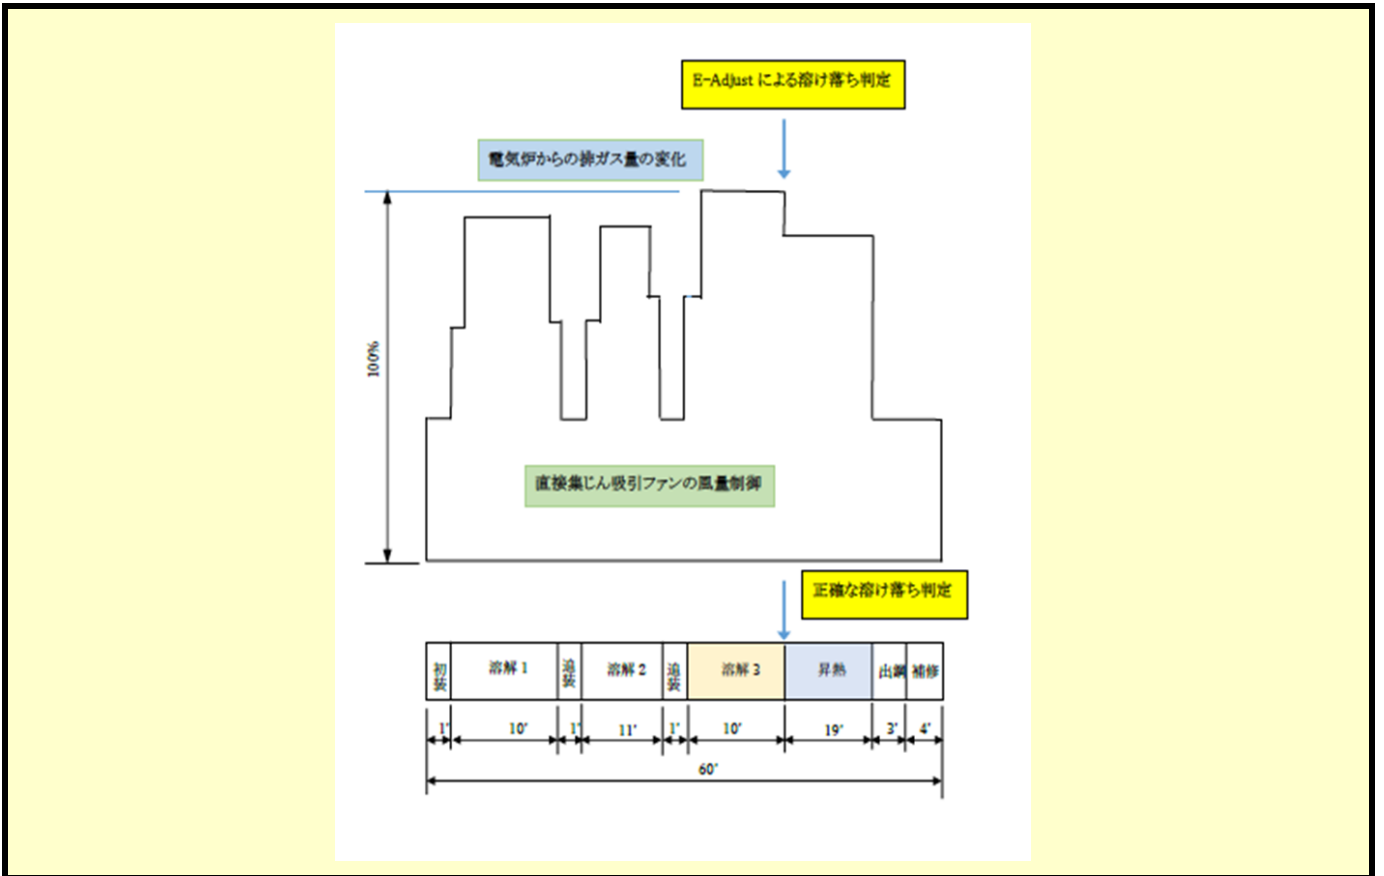 E-Adjust による溶け落ち判定
電気炉からの排ガス量の変化
100%
直接集じん吸引ファンの風量制御
正確な溶け落ち判定
初装
溶解 1
追装
溶解 2
追装
溶解 3
昇熱
出鋼
補修
1'
10'
1'
11'
1'
10'
19'
3'
4'
60'